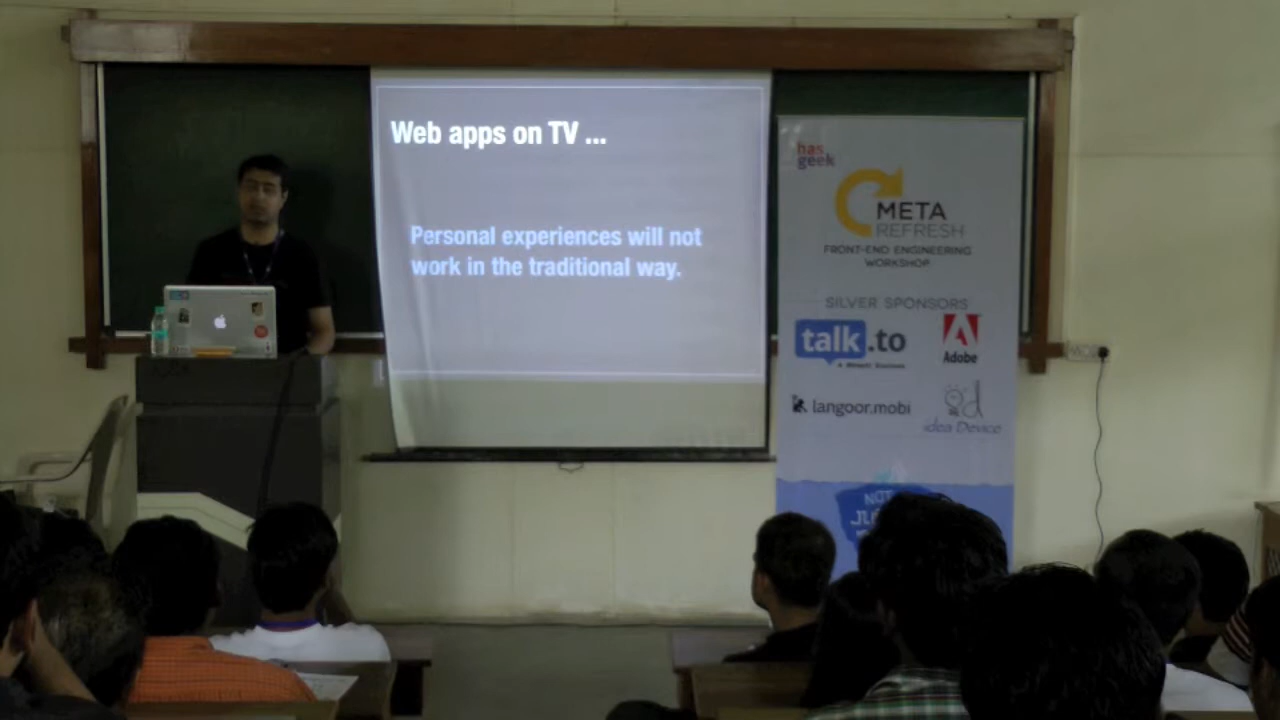 Web apps on TV ...
Personal experiences will not
work in the traditional way.
has
geek
META
REFRESH
FRONT-END ENGINEERING
WORKSHOP
SILVER SPONSORS
talk.to
Adobe
langoor.mobi
idea Device
NOT